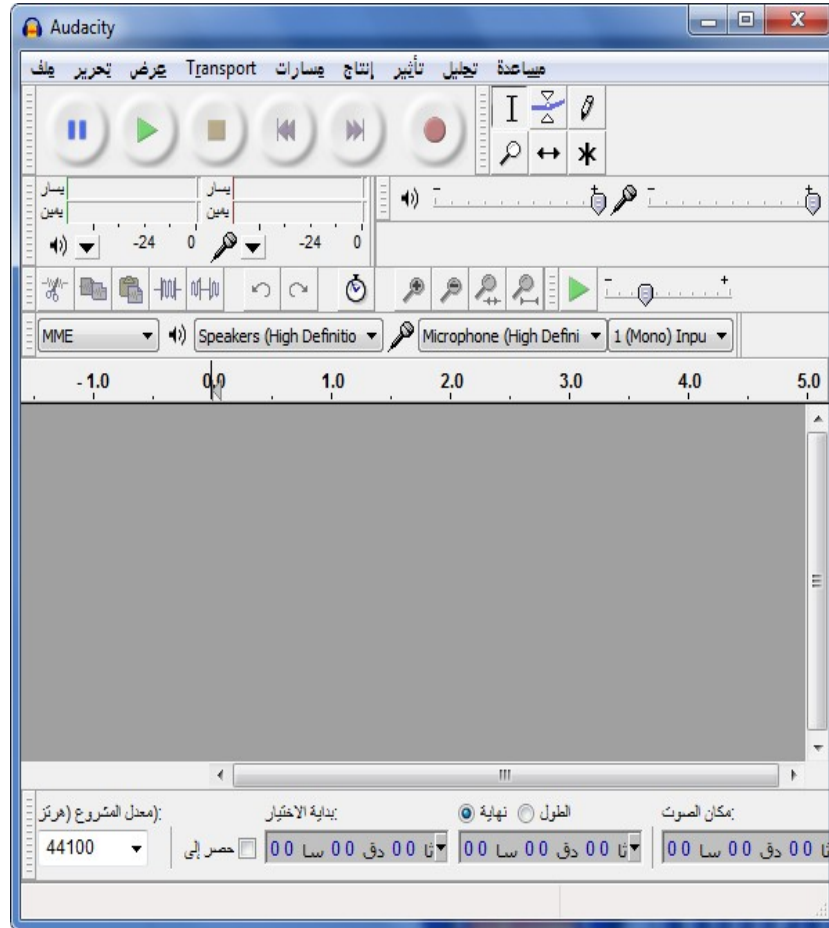 Audacity
ملف تحرير عرض Transport مسارات إنتاج تأثير تحليل مساعدة
يسار يسار
يمين يمين
-24 0 -24 0
MME Speakers (High Definitio Microphone (High Defini 1 (Mono) Inpu
- 1.0 0.0 1.0 2.0 3.0 4.0 5.0
معدل المشروع (هرتز): بداية الاختيار: نهاية الطول مكان الصوت:
44100 حصر إلى 00 سا 00 دق 00 ثا 00 سا 00 دق 00 ثا 00 سا 00 دق 00 ثا